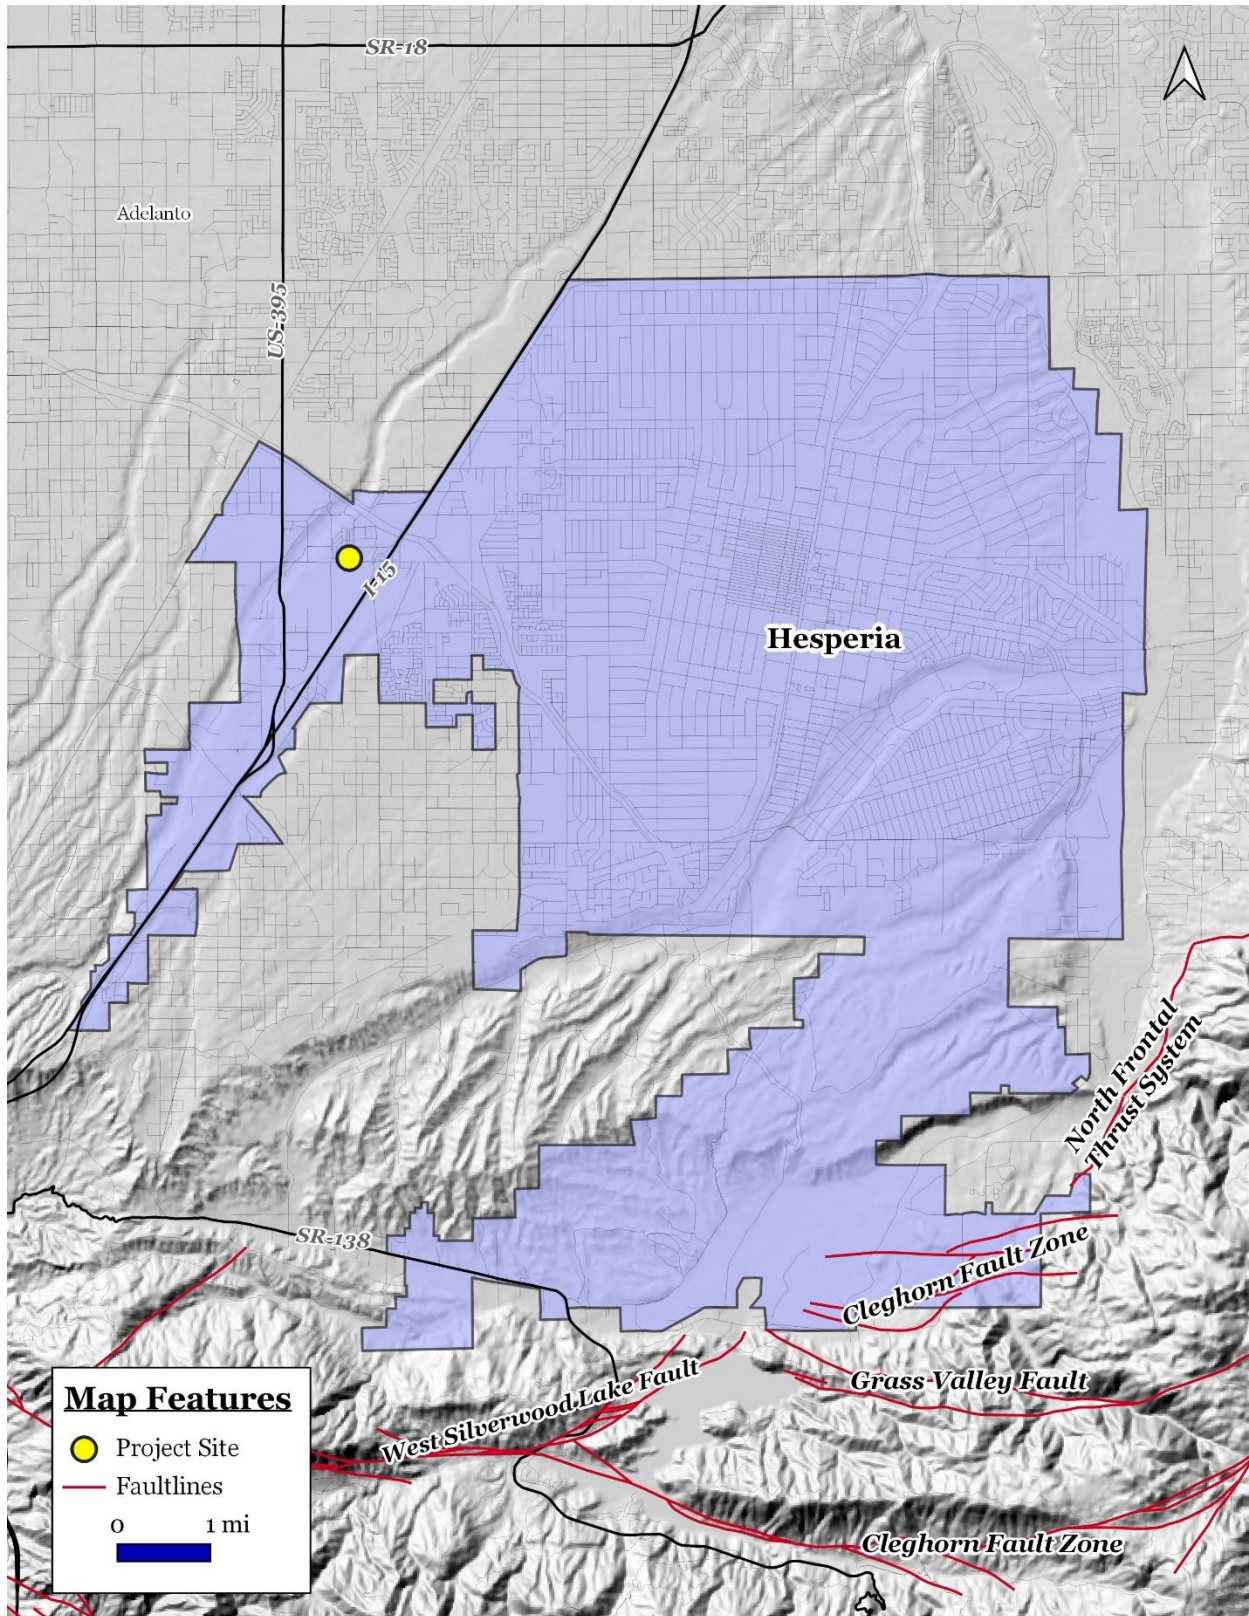 SR-18
Adelanto
US-395
I-15
Hesperia
North Frontal
Thrust System
SR-138
Cleghorn Fault Zone
Grass Valley Fault
West Silverwood Lake Fault
Cleghorn Fault Zone
Map Features
Project Site
Faultlines
0 1 mi